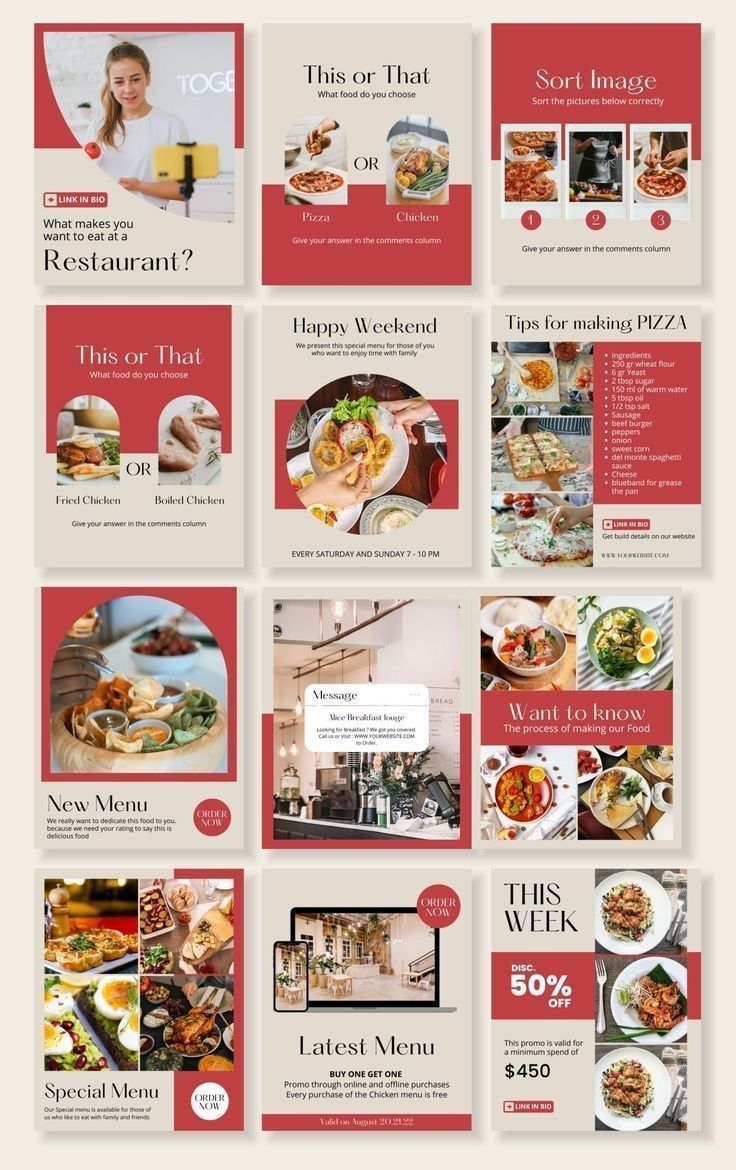 TOGE
LINK IN BIO
What makes you
want to eat at a
Restaurant?
This or That
What food do you choose
OR
Pizza
Chicken
Give your answer in the comments column
Sort Image
Sort the pictures below correctly
1
2
3
Give your answer in the comments column
This or That
What food do you choose
OR
Fried Chicken
Boiled Chicken
Give your answer in the comments column
Happy Weekend
We present this special menu for those of you
who want to enjoy time with family
EVERY SATURDAY AND SUNDAY 7 - 10 PM
Tips for making PIZZA
Ingredients
250 gr wheat flour
6 gr Yeast
2 tbsp sugar
150 ml of warm water
5 tbsp oil
1/2 tsp salt
Sausage
beef burger
peppers
onion
sweet corn
del monte spaghetti
sauce
Cheese
blueband for grease
the pan
LINK IN BIO
Get build details on our website
WWW.YOURWEBSITE.COM
New Menu
We really want to dedicate this food to you.
because we need your rating to say this is
delicious food
ORDER
NOW
BREAD
Message
Alice Breakfast louge
Looking for Breakfast ? We got you covered.
Call us or Visit : WWW.YOURWEBSITE.COM
to Order.
Want to know
The process of making our Food
Special Menu
Our Special menu is available for those of
us who like to eat with family and friends
ORDER
NOW
ORDER
NOW
Latest Menu
BUY ONE GET ONE
Promo through online and offline purchases
Every purchase of the Chicken menu is free
Valid on August 20.21.22
THIS
WEEK
DISC.
50%
OFF
This promo is valid for
a minimum spend of
$450
LINK IN BIO